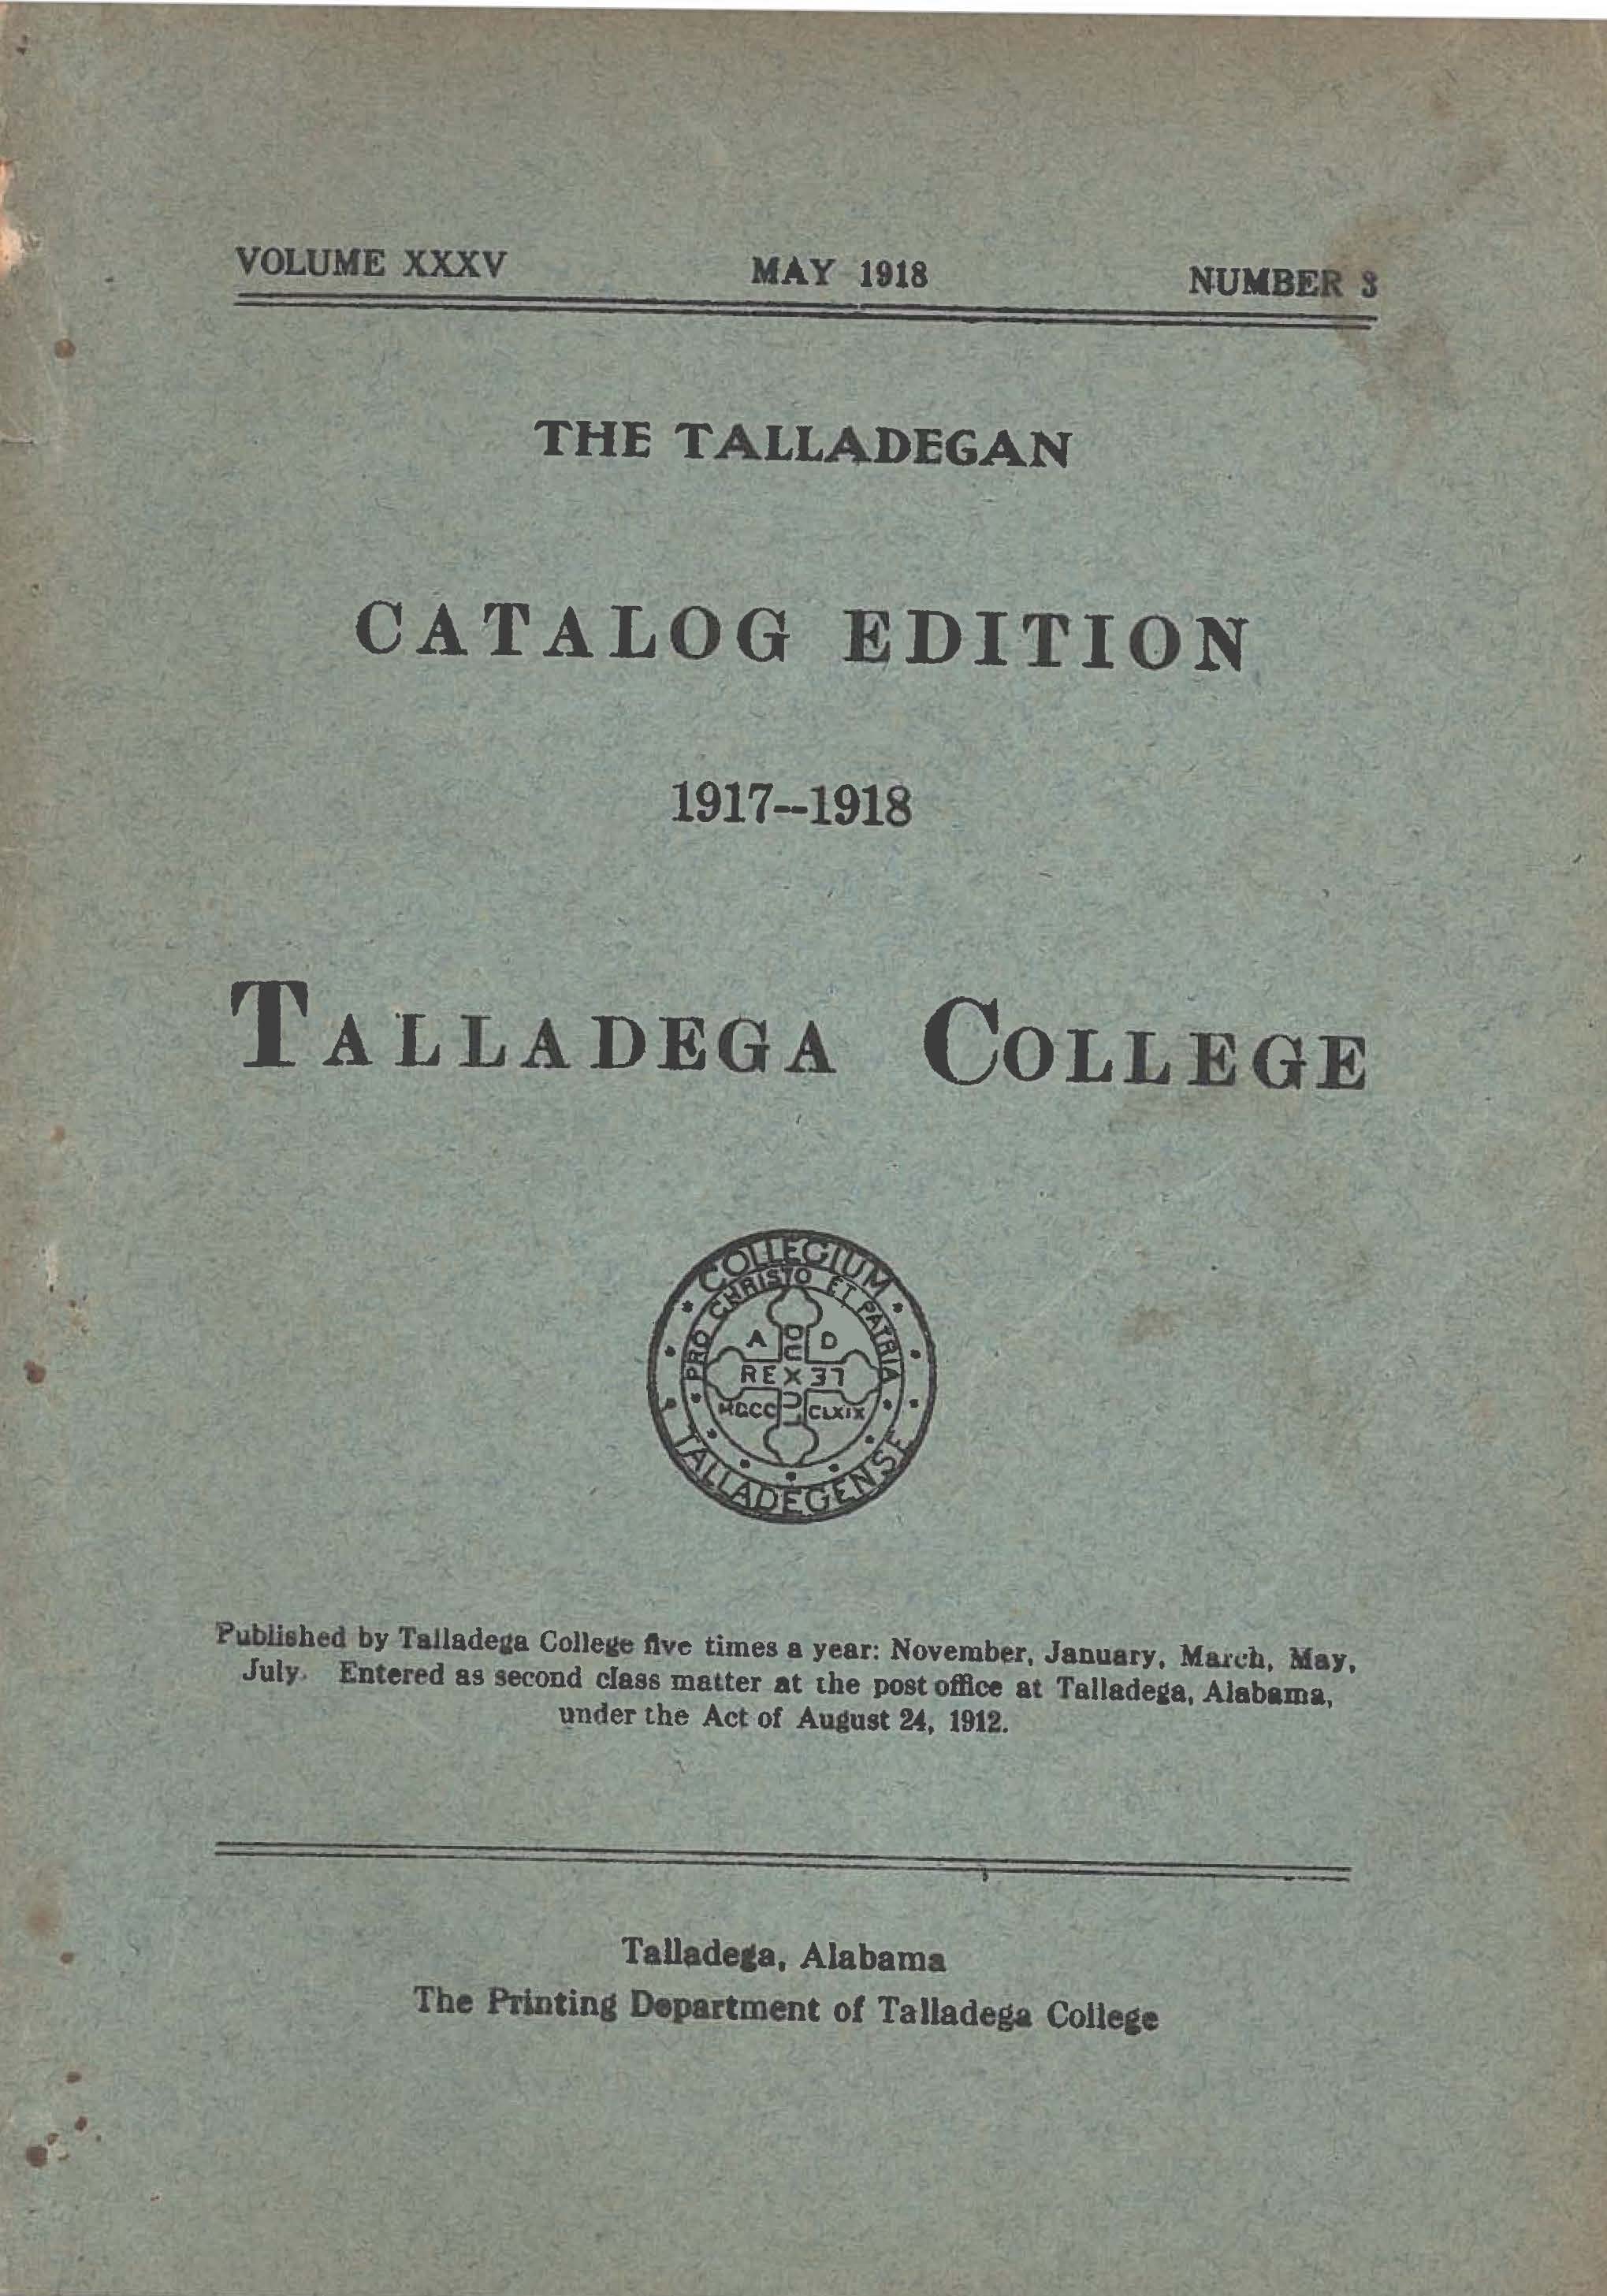 VOLUME XXXV MAY 1918 NUMBER 3
THE TALLADEGAN
CATALOG EDITION
1917--1918
TALLADEGA COLLEGE
COLLEGIUM
PRO CHRISTO ET PATRIA
A D
REX
MDCCC CLXIX
TALLADEGENSE
Published by Talladega College five times a year: November, January, March, May,
July. Entered as second class matter at the post office at Talladega, Alabama,
under the Act of August 24, 1912.
Talladega, Alabama
The Printing Department of Talladega College